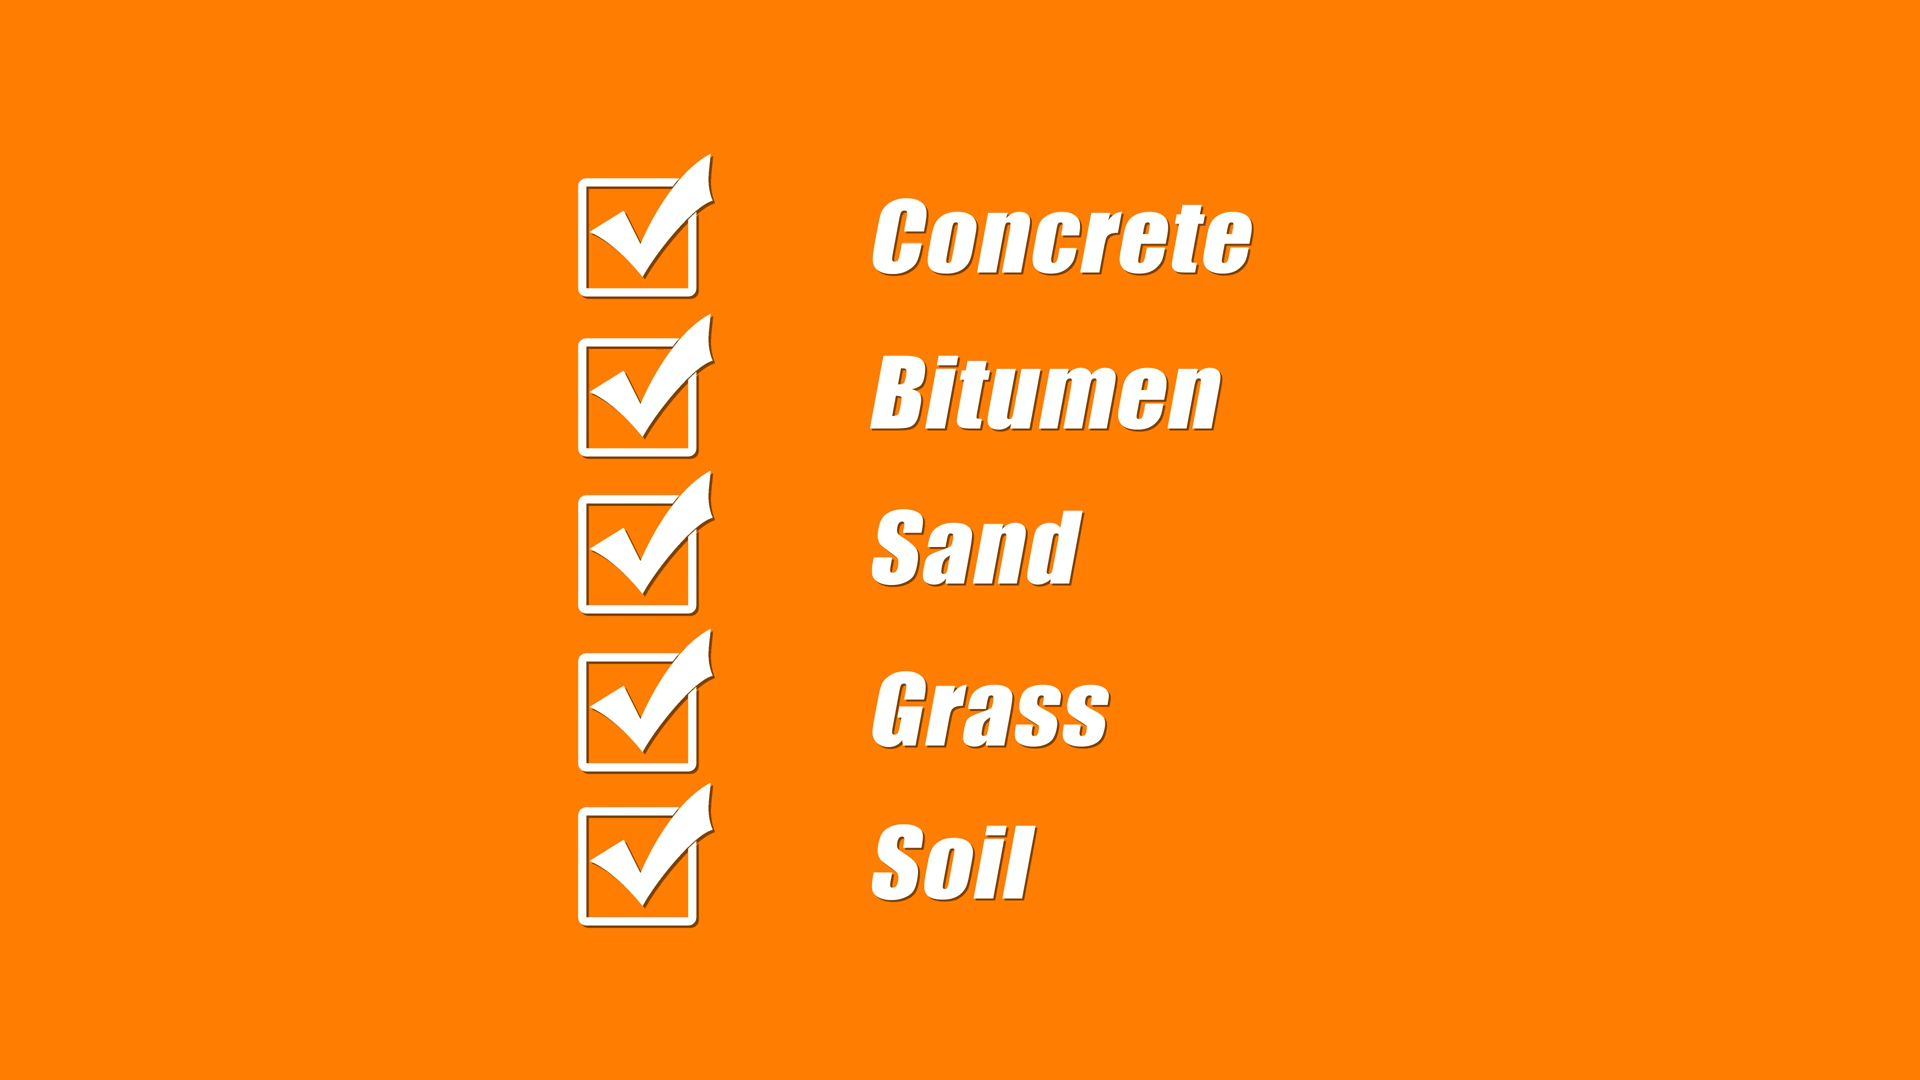 Concrete
Bitumen
Sand
Grass
Soil